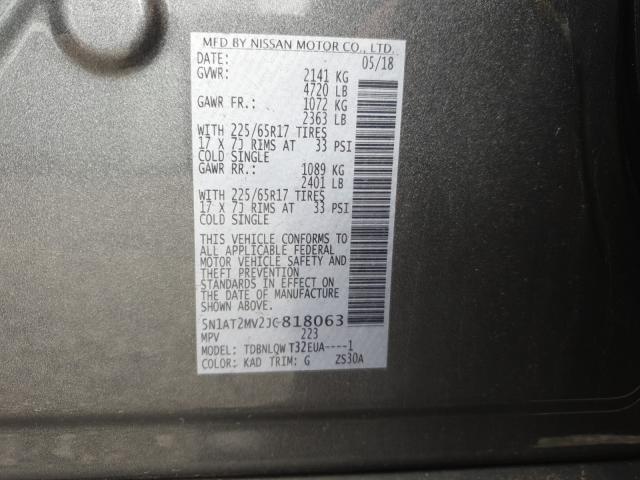 MFD BY NISSAN MOTOR CO., LTD.
DATE: 05/18
GVWR: 2141 KG
4720 LB
GAWR FR.: 1072 KG
2363 LB
WITH 225/65R17 TIRES
17 X 7J RIMS AT 33 PSI
COLD SINGLE
GAWR RR.: 1089 KG
2401 LB
WITH 225/65R17 TIRES
17 X 7J RIMS AT 33 PSI
COLD SINGLE
THIS VEHICLE CONFORMS TO
ALL APPLICABLE FEDERAL
MOTOR VEHICLE SAFETY AND
THEFT PREVENTION
STANDARDS IN EFFECT ON
THE DATE OF MANUFACTURE
SHOWN ABOVE.
5N1AT2MV2JC818063
MPV 223
MODEL: TDBNLQW T32EUA----1
COLOR: KAD TRIM: G ZS30A